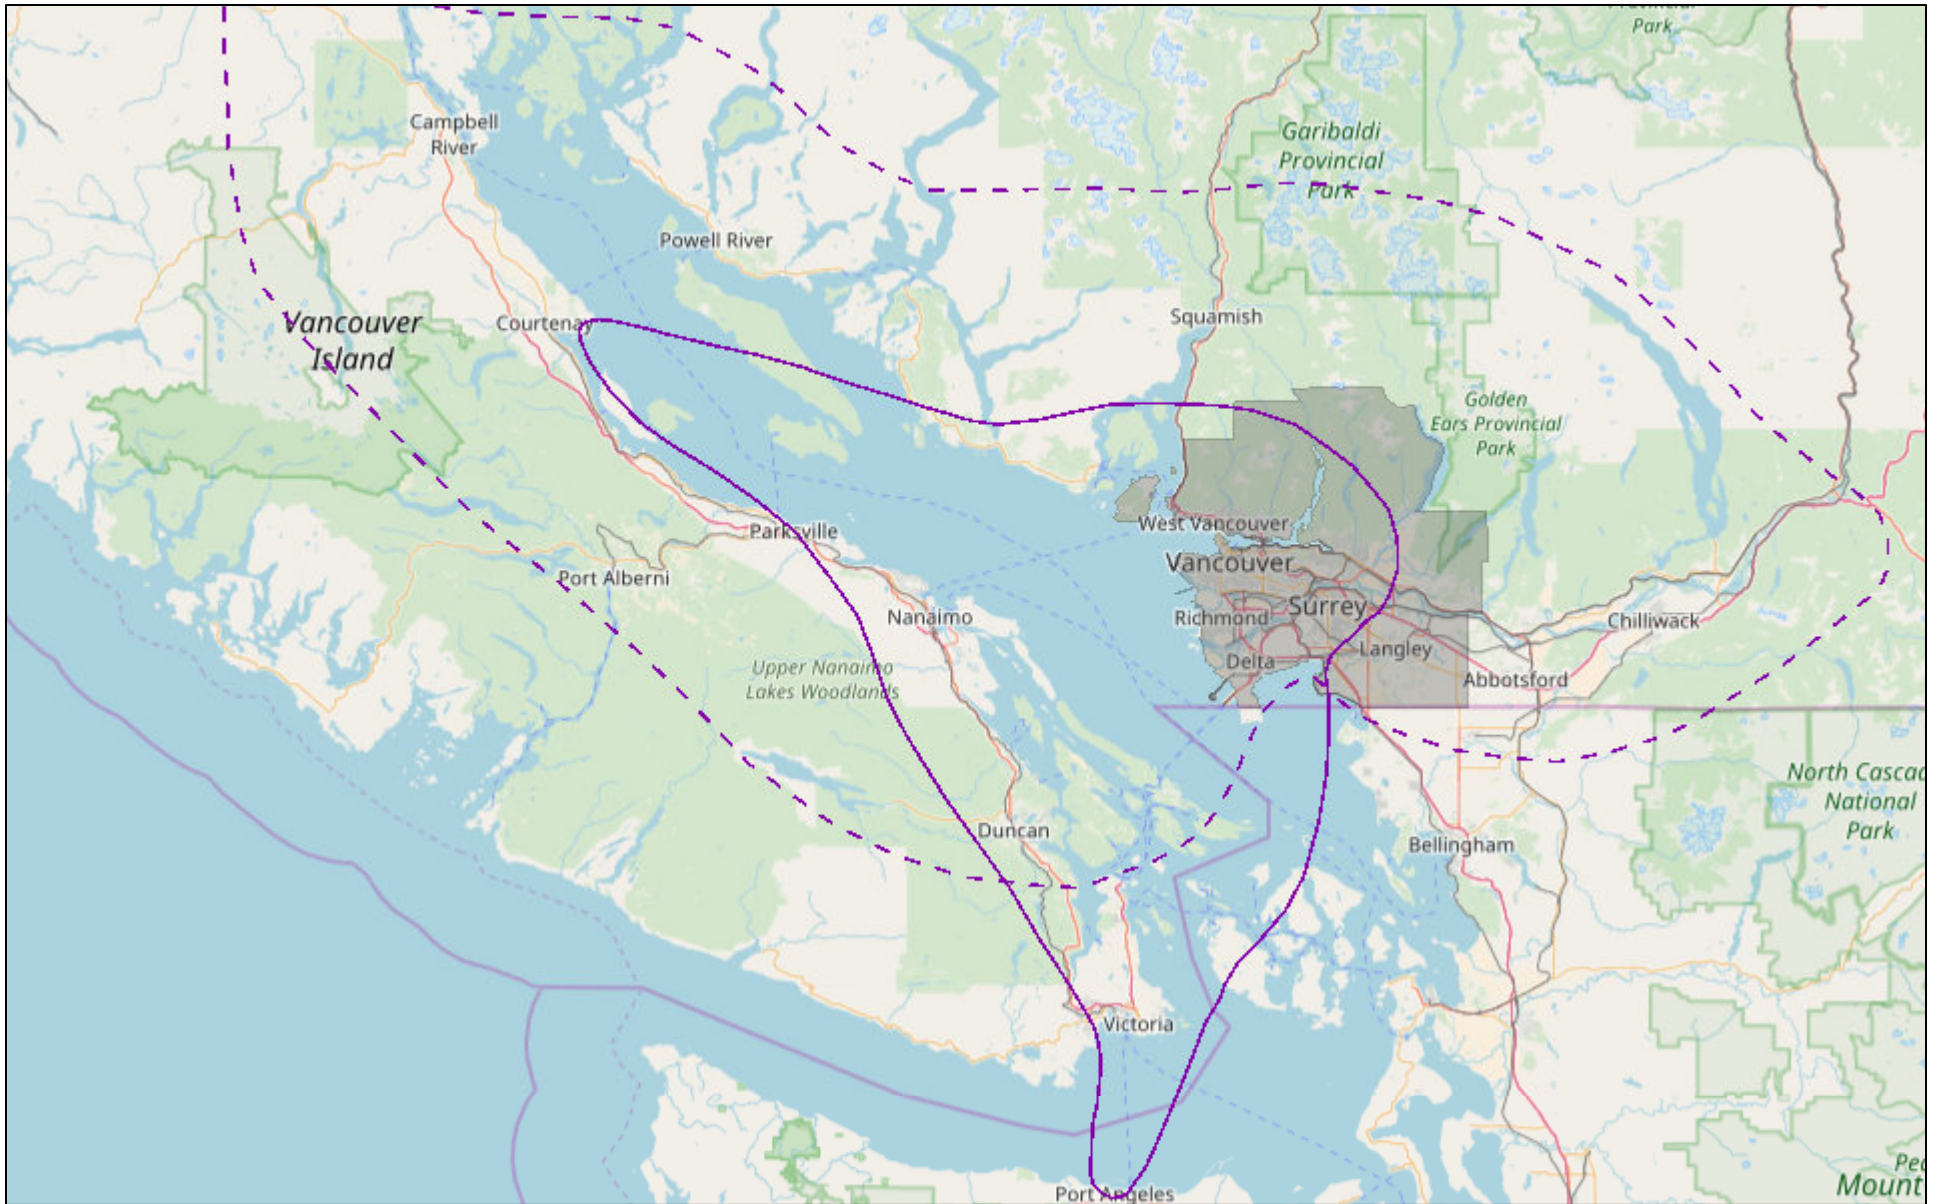 Provincial
Park
Campbell
River
Garibaldi
Provincial
Park
Powell River
Vancouver
Island
Courtenay
Squamish
Golden
Ears Provincial
Park
West Vancouver
Vancouver
Parksville
Port Alberni
Surrey
Nanaimo
Richmond
Chilliwack
Langley
Delta
Upper Nanaimo
Lakes Woodlands
Abbotsford
North Casca
National
Park
Duncan
Bellingham
Victoria
Port Angeles
Mount